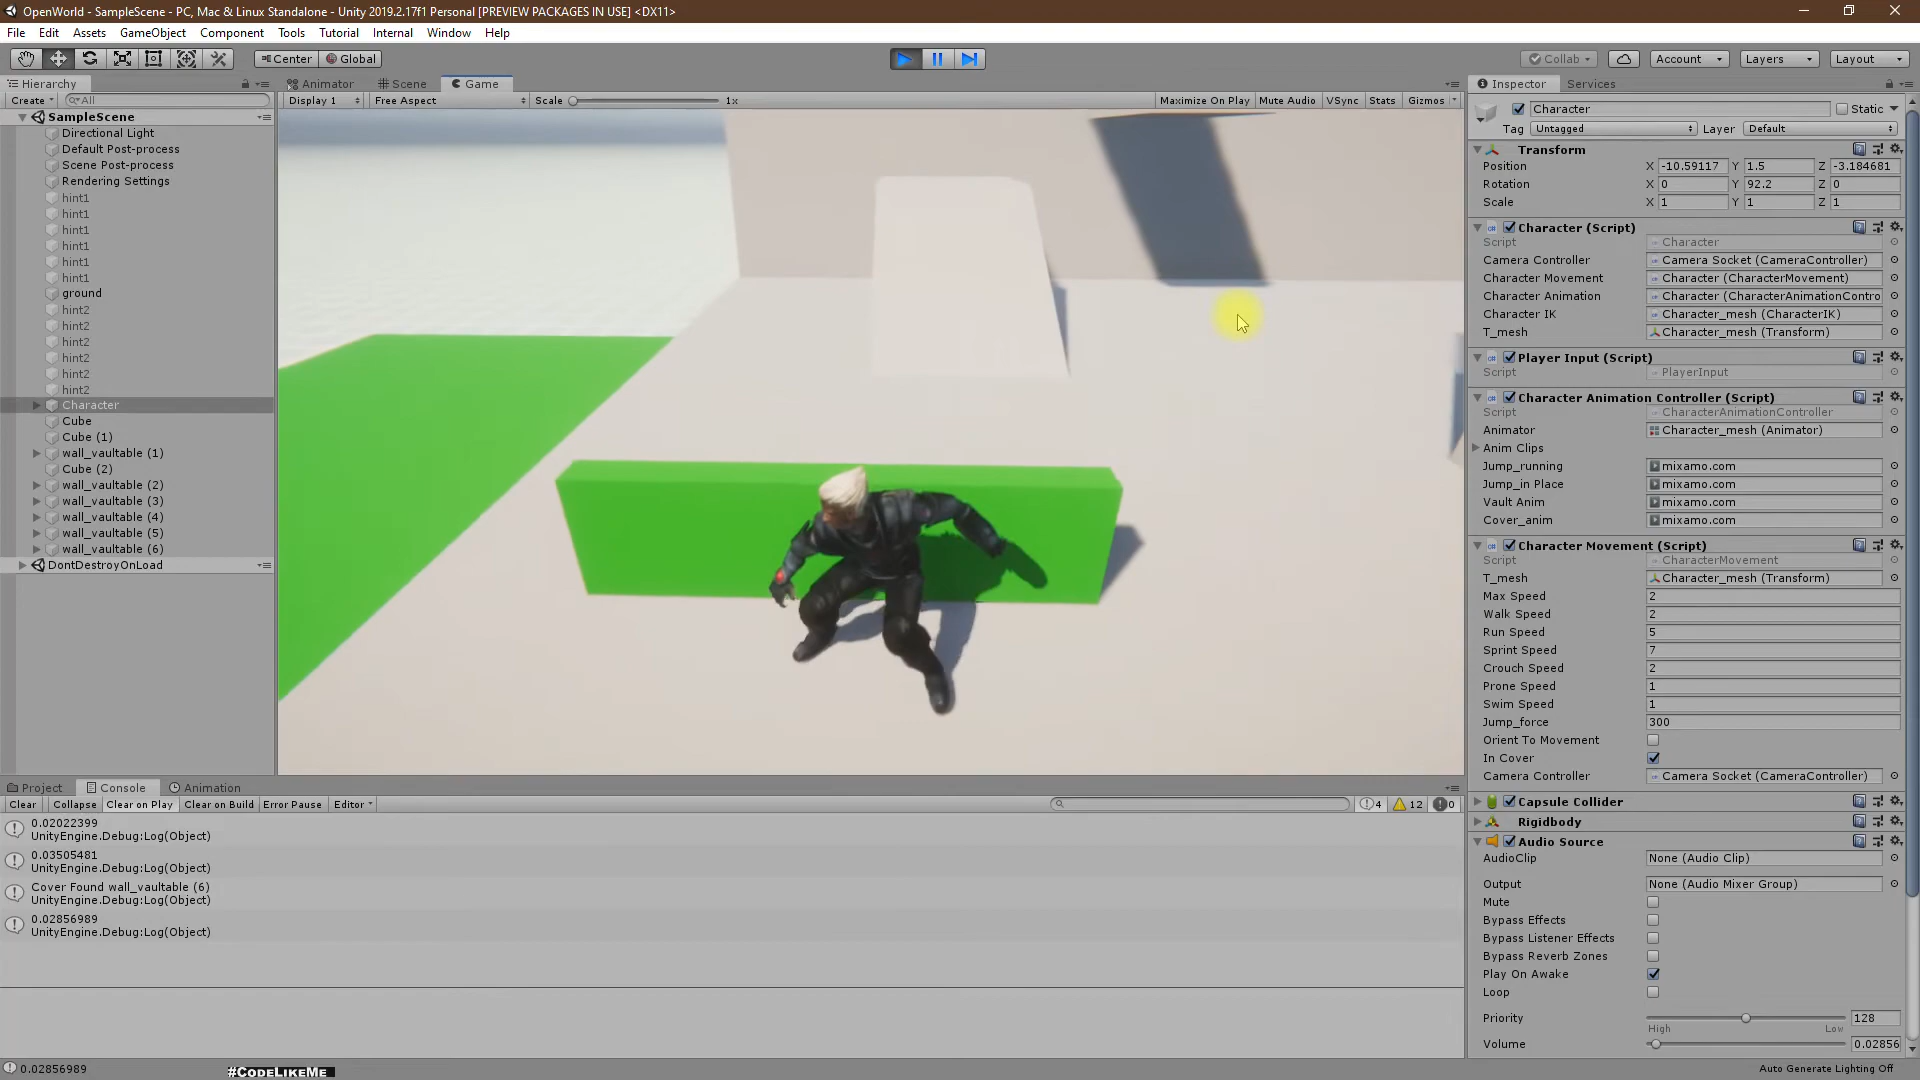 OpenWorld - SampleScene - PC, Mac & Linux Standalone - Unity 2019.2.17f1 Personal [PREVIEW PACKAGES IN USE] <DX11>
File Edit Assets GameObject Component Tools Tutorial Internal Window Help
Center Global Collab Account Layers Layout
Hierarchy Animator Scene Game Inspector Services
Create All Display 1 Free Aspect Scale 1x Maximize On Play Mute Audio VSync Stats Gizmos
SampleScene
Directional Light
Default Post-process
Scene Post-process
Rendering Settings
hint1
hint1
hint1
hint1
hint1
hint1
ground
hint2
hint2
hint2
hint2
hint2
hint2
Character
Cube
Cube (1)
wall_vaultable (1)
Cube (2)
wall_vaultable (2)
wall_vaultable (3)
wall_vaultable (4)
wall_vaultable (5)
wall_vaultable (6)
DontDestroyOnLoad
Character Static
Tag Untagged Layer Default
Transform
Position X -10.59117 Y 1.5 Z -3.184681
Rotation X 0 Y 92.2 Z 0
Scale X 1 Y 1 Z 1
Character (Script)
Script Character
Camera Controller Camera Socket (CameraController)
Character Movement Character (CharacterMovement)
Character Animation Character (CharacterAnimationContro
Character IK Character_mesh (CharacterIK)
T_mesh Character_mesh (Transform)
Player Input (Script)
Script PlayerInput
Character Animation Controller (Script)
Script CharacterAnimationController
Animator Character_mesh (Animator)
Anim Clips
Jump_running mixamo.com
Jump_in Place mixamo.com
Vault Anim mixamo.com
Cover_anim mixamo.com
Character Movement (Script)
Script CharacterMovement
T_mesh Character_mesh (Transform)
Max Speed 2
Walk Speed 2
Run Speed 5
Sprint Speed 7
Crouch Speed 2
Prone Speed 1
Swim Speed 1
Jump_force 300
Orient To Movement
In Cover
Camera Controller Camera Socket (CameraController)
Capsule Collider
Rigidbody
Audio Source
AudioClip None (Audio Clip)
Output None (Audio Mixer Group)
Mute
Bypass Effects
Bypass Listener Effects
Bypass Reverb Zones
Play On Awake
Loop
Priority 128
High Low
Volume 0.02856
Project Console Animation
Clear Collapse Clear on Play Clear on Build Error Pause Editor 4 12 0
0.02022399
UnityEngine.Debug:Log(Object)
0.03505481
UnityEngine.Debug:Log(Object)
Cover Found wall_vaultable (6)
UnityEngine.Debug:Log(Object)
0.02856989
UnityEngine.Debug:Log(Object)
0.02856989 #CodeLikeMe Auto Generate Lighting Off